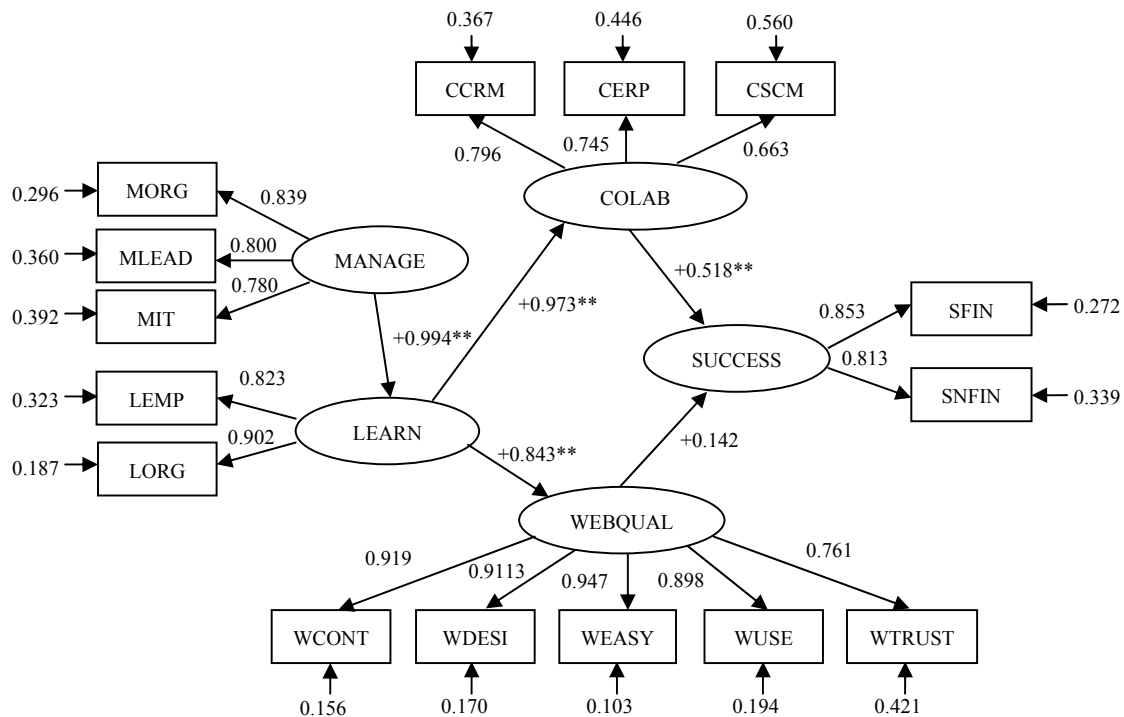 0.367 0.446 0.560
CCRM CERP CSCM
0.796 0.745 0.663
COLAB
0.296 MORG 0.839
0.360 MLEAD 0.800 MANAGE
0.392 MIT 0.780
+0.994** +0.973** +0.518**
0.323 LEMP 0.823
0.187 LORG 0.902 LEARN
+0.843** +0.142
SUCCESS
0.853 SFIN 0.272
0.813 SNFIN 0.339
WEBQUAL
0.919 0.9113 0.947 0.898 0.761
WCONT WDESI WEASY WUSE WTRUST
0.156 0.170 0.103 0.194 0.421